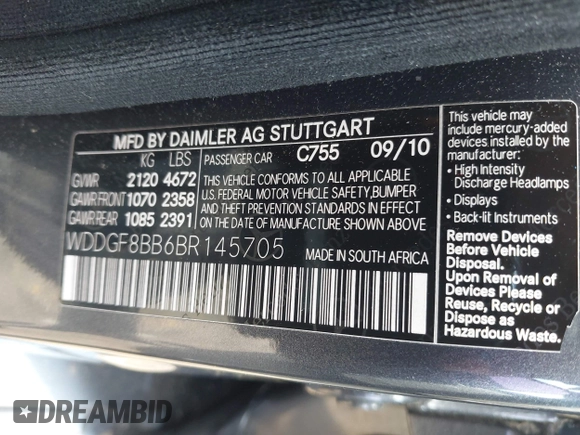 MFD BY DAIMLER AG STUTTGART
KG LBS PASSENGER CAR C755 09/10
GVWR 2120 4672
GAWR FRONT 1070 2358
GAWR REAR 1085 2391
THIS VEHICLE CONFORMS TO ALL APPLICABLE
U.S. FEDERAL MOTOR VEHICLE SAFETY, BUMPER
AND THEFT PREVENTION STANDARDS IN EFFECT
ON THE DATE OF MANUFACTURE SHOWN ABOVE
WDDGF8BB6BR145705 MADE IN SOUTH AFRICA
This vehicle may
include mercury-added
devices if installed:
• High Intensity
Discharge Headlamps
• Displays
• Back-lit Instruments
Remove Devices
Before Vehicle
Disposal.
Upon Removal of
Devices Please
Reuse, Recycle or
Dispose as
Hazardous Waste.
DREAMBID